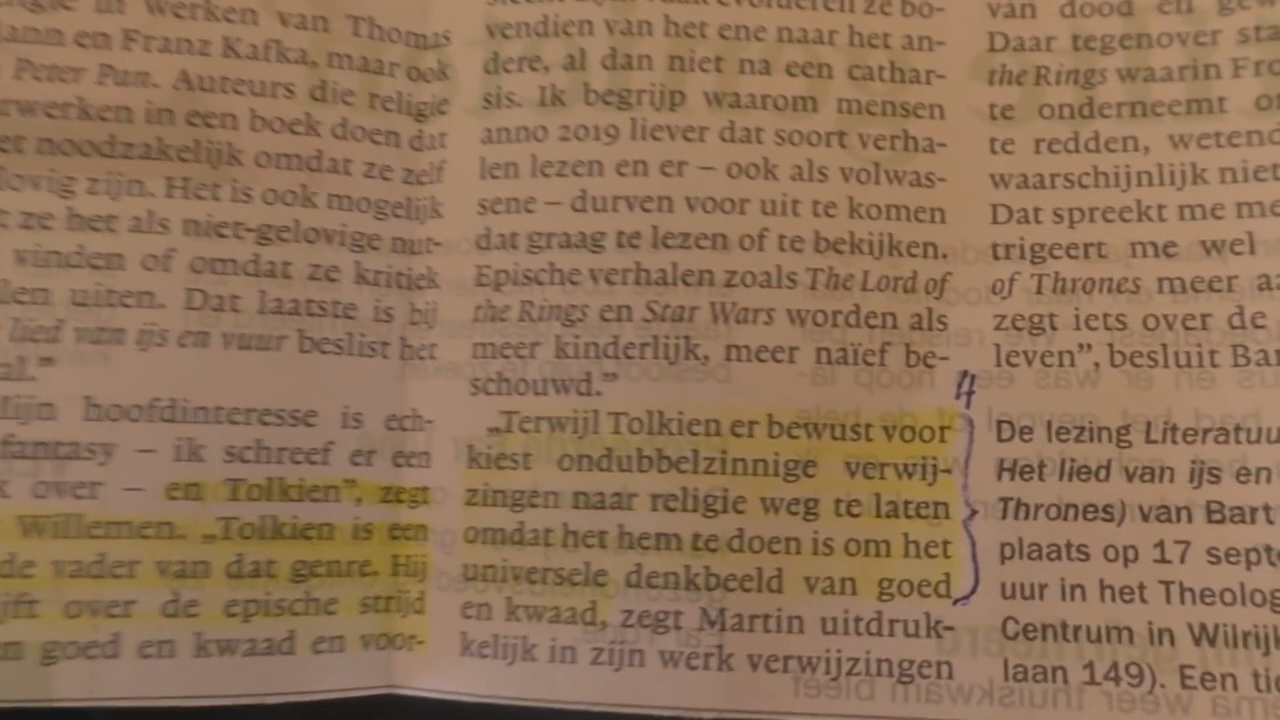 in werken van Thomas
en Franz Kafka, maar ook
Peter Pan. Auteurs die religie
in een boek doen dat
noodzakelijk omdat ze zelf
zijn. Het is ook mogelijk
ze het als niet-gelovige nut-
vinden of omdat ze kritiek
uiten. Dat laatste is bij
lied van ijs en vuur beslist het
hoofdinteresse is ech-
fantasy – ik schreef er een
over – en Tolkien”, zegt
Willemen. „Tolkien is een
de vader van dat genre. Hij
over de epische strijd
goed en kwaad en voor-
ze bo-
vendien van het ene naar het an-
dere, al dan niet na een cathar-
sis. Ik begrijp waarom mensen
anno 2019 liever dat soort verha-
len lezen en er – ook als volwas-
sene – durven voor uit te komen
dat graag te lezen of te bekijken.
Epische verhalen zoals The Lord of
the Rings en Star Wars worden als
meer kinderlijk, meer naïef be-
schouwd.”
„Terwijl Tolkien er bewust voor
kiest ondubbelzinnige verwij-
zingen naar religie weg te laten
omdat het hem te doen is om het
universele denkbeeld van goed
en kwaad, zegt Martin uitdruk-
kelijk in zijn werk verwijzingen
van dood en
Daar tegenover
the Rings waarin
te onderneemt
te redden,
waarschijnlijk niet
Dat spreekt me
trigeert me wel
of Thrones meer
zegt iets over de
leven”, besluit
De lezing
Het lied van ijs en
Thrones) van Bart
plaats op 17
uur in het
Centrum in
laan 149). Een